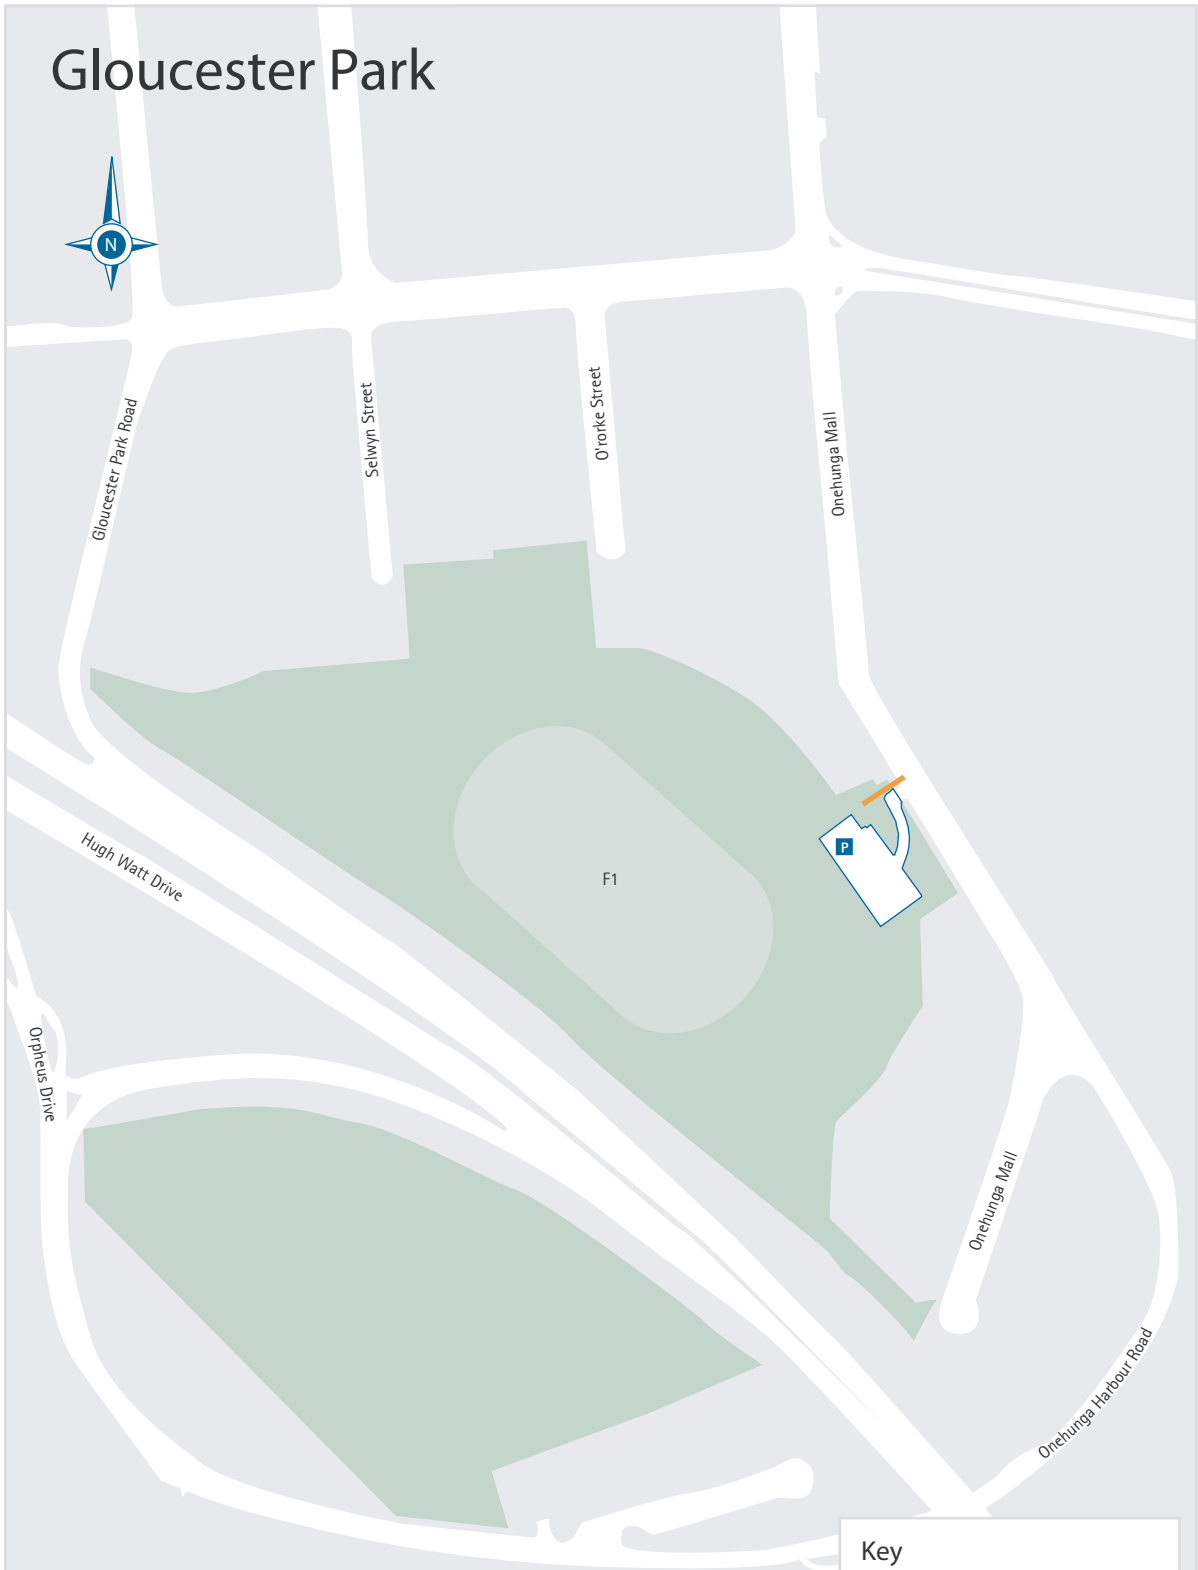 Gloucester Park
N
Gloucester Park Road
Selwyn Street
O'rorke Street
Onehunga Mall
P
F1
Hugh Watt Drive
Orpheus Drive
Onehunga Mall
Onehunga Harbour Road
Key